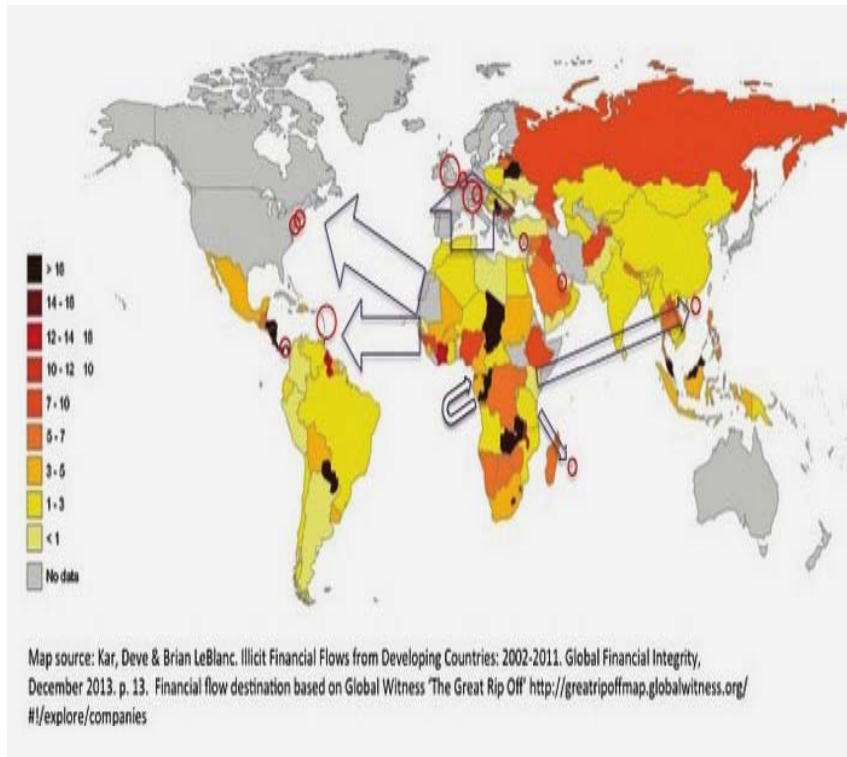 > 16
14 - 16
12 - 14 16
10 - 12 10
7 - 10
5 - 7
3 - 5
1 - 3
< 1
No data
Map source: Kar, Deve & Brian LeBlanc. Illicit Financial Flows from Developing Countries: 2002-2011. Global Financial Integrity,
December 2013. p. 13. Financial flow destination based on Global Witness 'The Great Rip Off' http://greatripoffmap.globalwitness.org/
#!/explore/companies